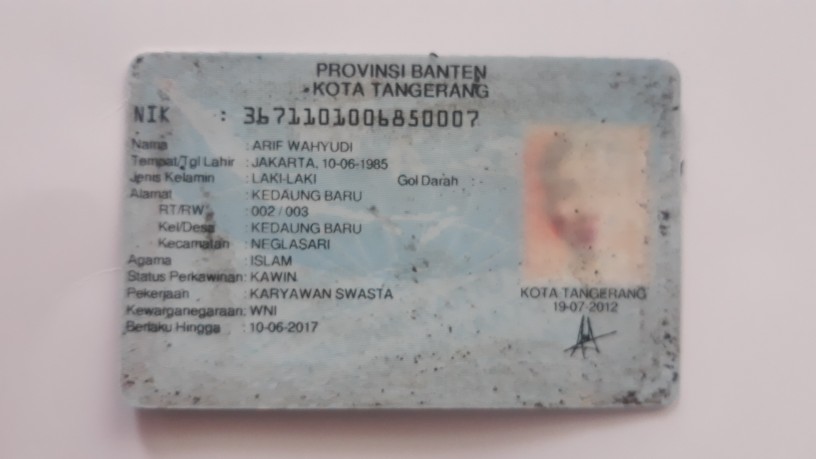 PROVINSI BANTEN
KOTA TANGERANG
NIK : 3671101006850007
Nama : ARIF WAHYUDI
Tempat/Tgl Lahir : JAKARTA, 10-06-1985
Jenis Kelamin : LAKI-LAKI Gol Darah : -
Alamat : KEDAUNG BARU
RT/RW : 002 / 003
Kel/Desa : KEDAUNG BARU
Kecamatan : NEGLASARI
Agama : ISLAM
Status Perkawinan: KAWIN
Pekerjaan : KARYAWAN SWASTA
Kewarganegaraan: WNI
Berlaku Hingga : 10-06-2017
KOTA TANGERANG
19-07-2012